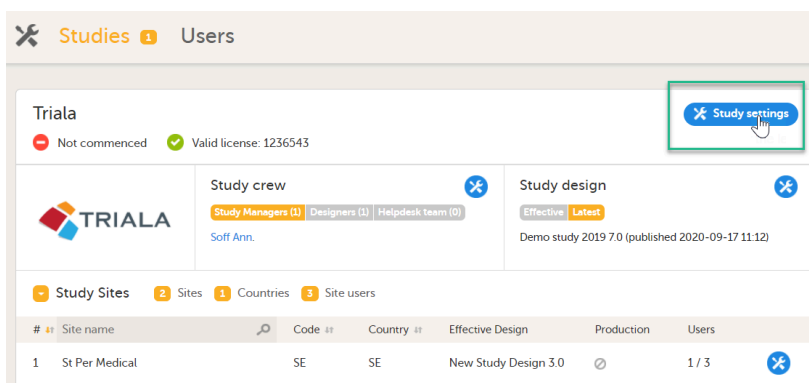 Studies 1 Users
Triala
Study settings
Not commenced Valid license: 1236543
TRIALA
Study crew
Study Managers (1) Designers (1) Helpdesk team (0)
Soff Ann.
Study design
Effective Latest
Demo study 2019 7.0 (published 2020-09-17 11:12)
Study Sites 2 Sites 1 Countries 3 Site users
# Site name Code Country Effective Design Production Users
1 St Per Medical SE SE New Study Design 3.0 1 / 3